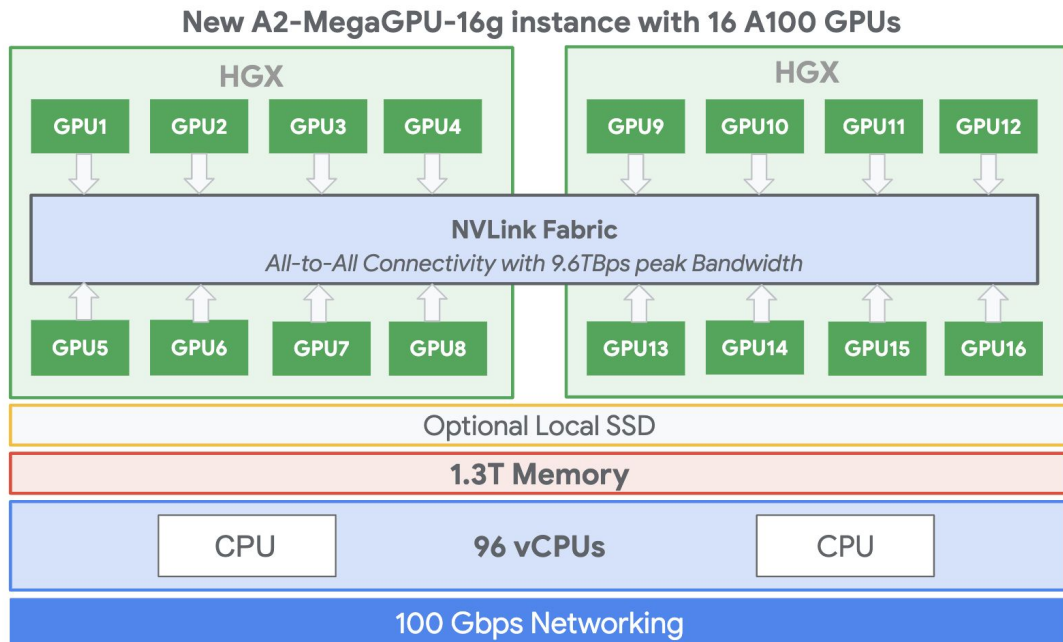 New A2-MegaGPU-16g instance with 16 A100 GPUs
HGX
GPU1
GPU2
GPU3
GPU4
HGX
GPU9
GPU10
GPU11
GPU12
NVLink Fabric
All-to-All Connectivity with 9.6TBps peak Bandwidth
GPU5
GPU6
GPU7
GPU8
GPU13
GPU14
GPU15
GPU16
Optional Local SSD
1.3T Memory
CPU
96 vCPUs
CPU
100 Gbps Networking